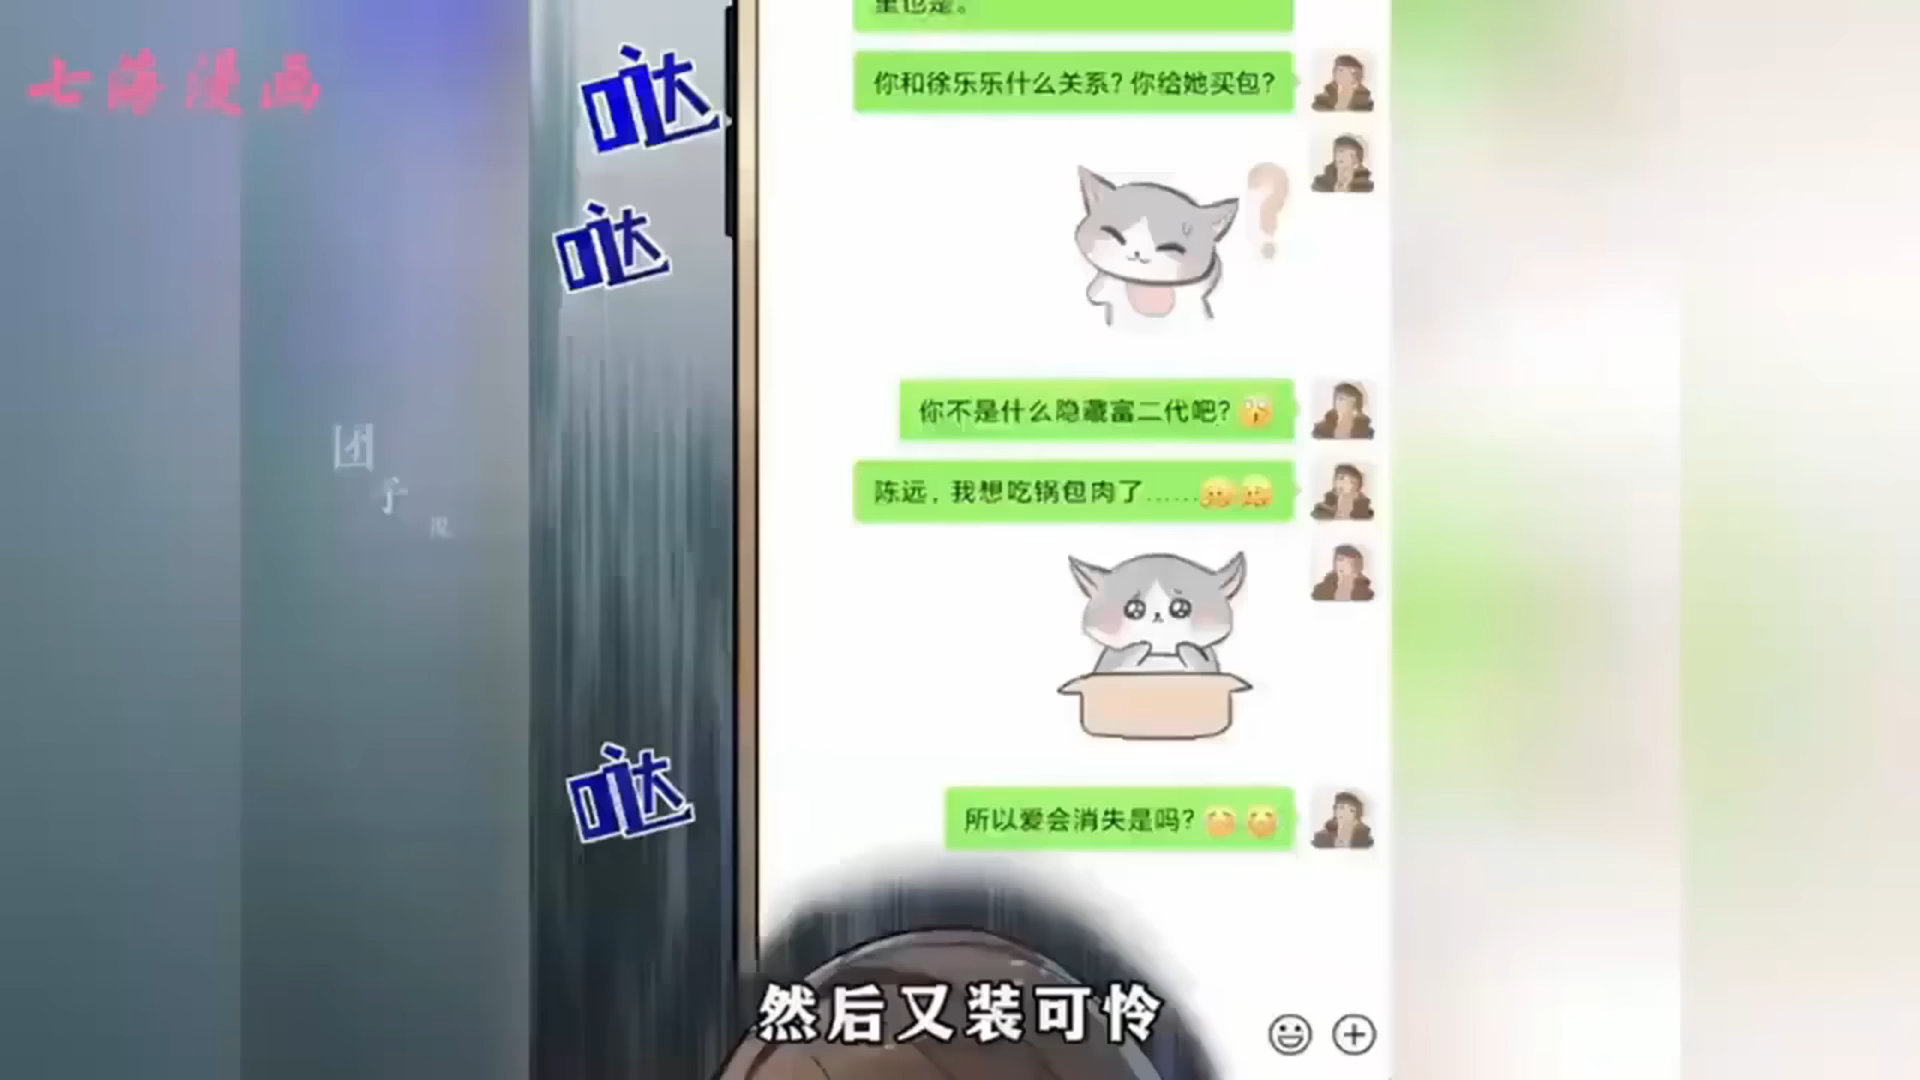 七海漫画
里也是。
你和徐乐乐什么关系？你给她买包？
哒
哒
你不是什么隐藏富二代吧？
团子
陈远，我想吃锅包肉了……
哒
所以爱会消失是吗？
然后又装可怜